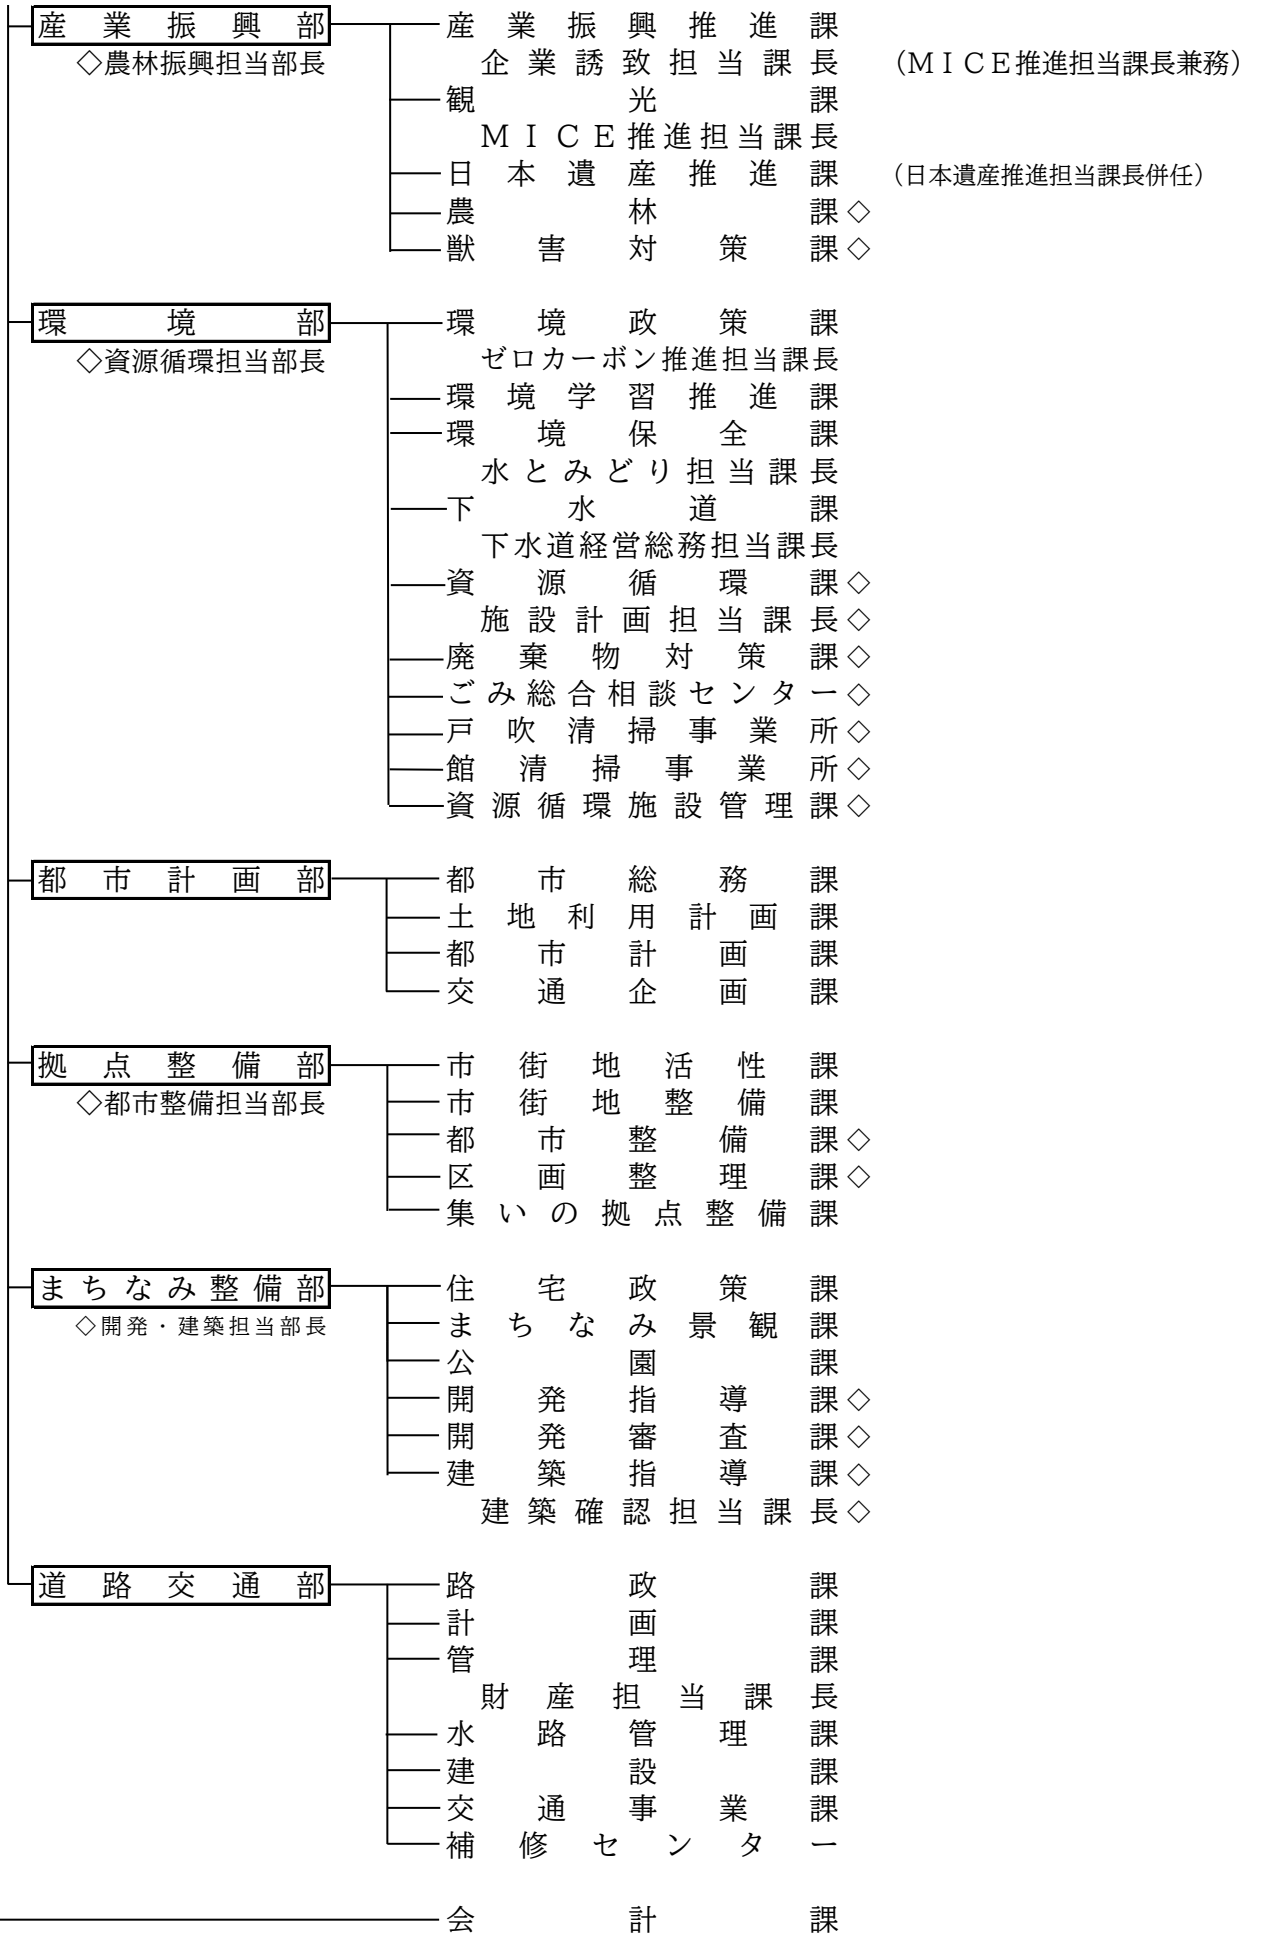 産業振興部 産業振興推進課
◇農林振興担当部長 企業誘致担当課長 （ＭＩＣＥ推進担当課長兼務）
観光課
ＭＩＣＥ推進担当課長
日本遺産推進課 （日本遺産推進担当課長併任）
農林課◇
獣害対策課◇
環境部 環境政策課
◇資源循環担当部長 ゼロカーボン推進担当課長
環境学習推進課
環境保全課
水とみどり担当課長
下水道課
下水道経営総務担当課長
資源循環課◇
施設計画担当課長◇
廃棄物対策課◇
ごみ総合相談センター◇
戸吹清掃事業所◇
館清掃事業所◇
資源循環施設管理課◇
都市計画部 都市総務課
土地利用計画課
都市計画課
交通企画課
拠点整備部 市街地活性課
◇都市整備担当部長 市街地整備課
都市整備課◇
区画整理課◇
集いの拠点整備課
まちなみ整備部 住宅政策課
◇開発・建築担当部長 まちなみ景観課
公園課
開発指導課◇
開発審査課◇
建築指導課◇
建築確認担当課長◇
道路交通部 路政課
計画課
管理課
財産担当課長
水路管理課
建設課
交通事業課
補修センター
会計課